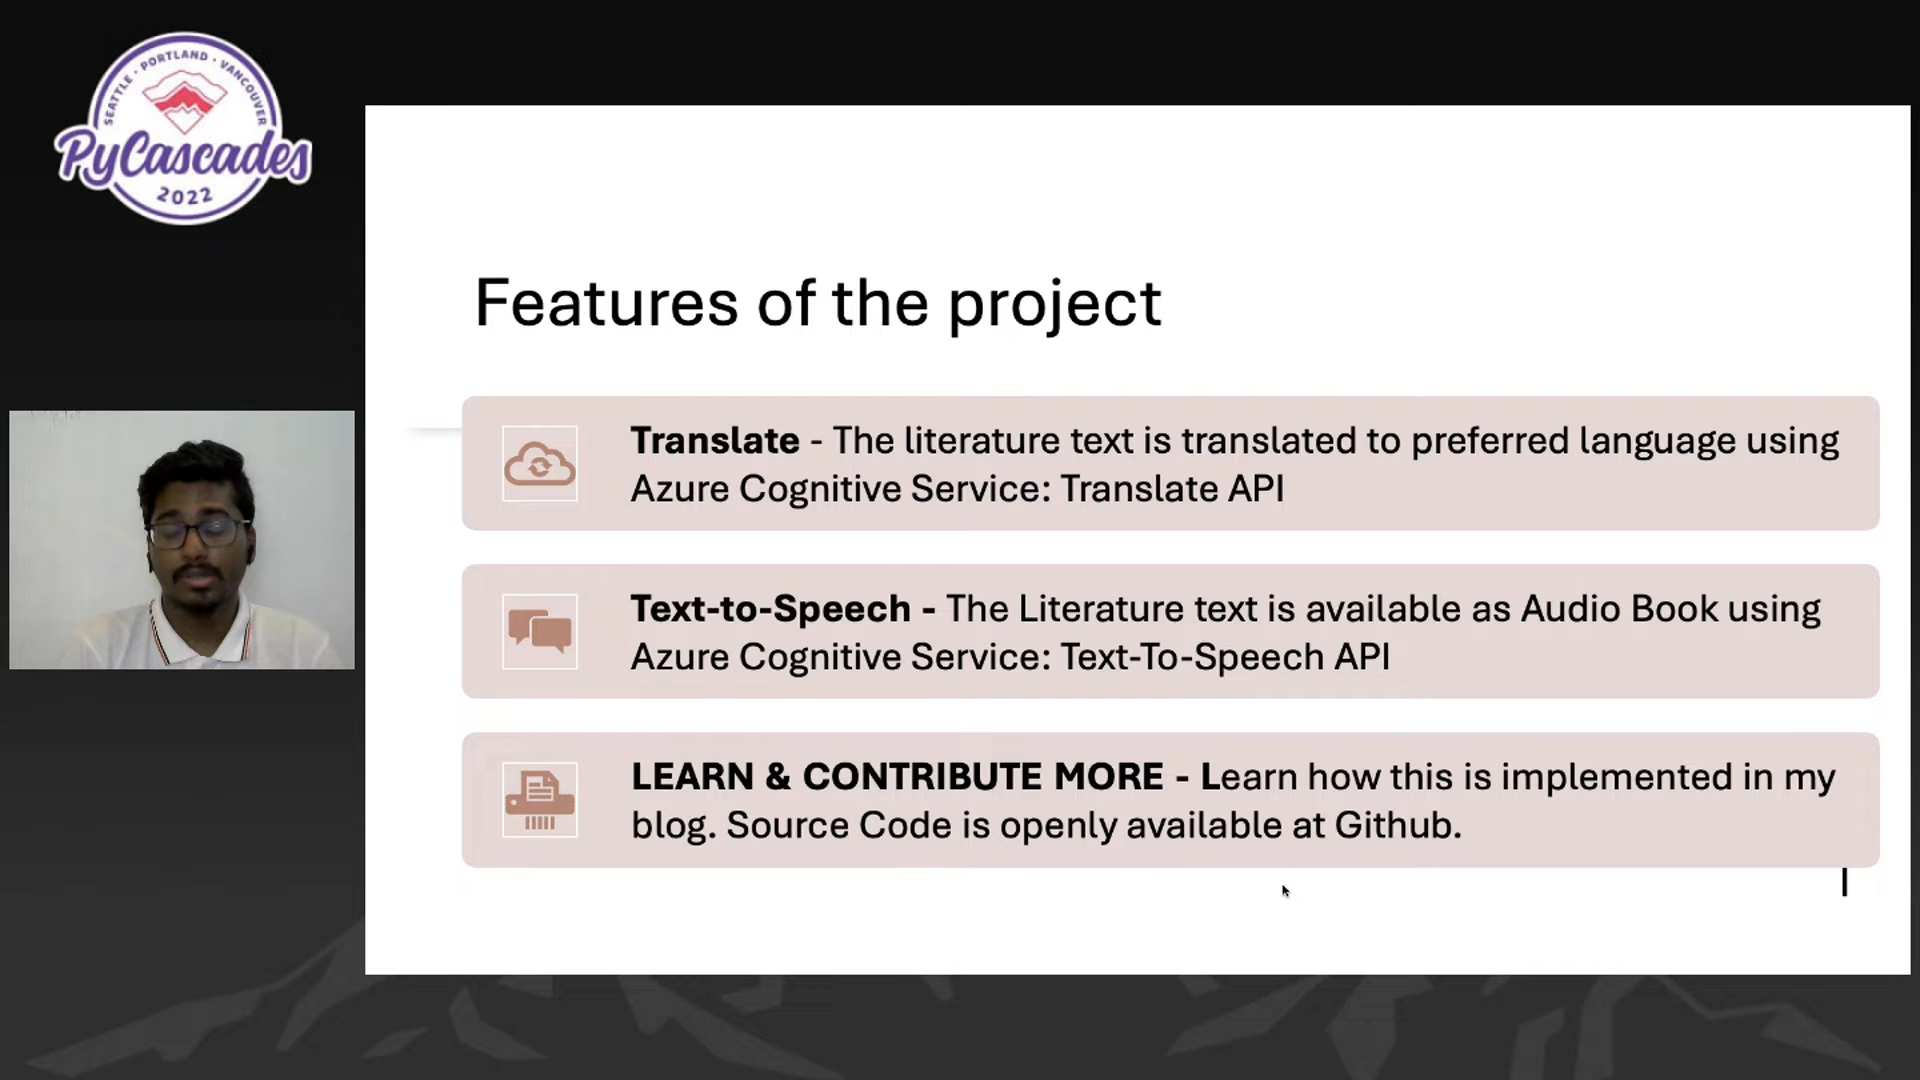 SEATTLE · PORTLAND · VANCOUVER
PyCascades
2022
Features of the project
Translate - The literature text is translated to preferred language using
Azure Cognitive Service: Translate API
Text-to-Speech - The Literature text is available as Audio Book using
Azure Cognitive Service: Text-To-Speech API
LEARN & CONTRIBUTE MORE - Learn how this is implemented in my
blog. Source Code is openly available at Github.